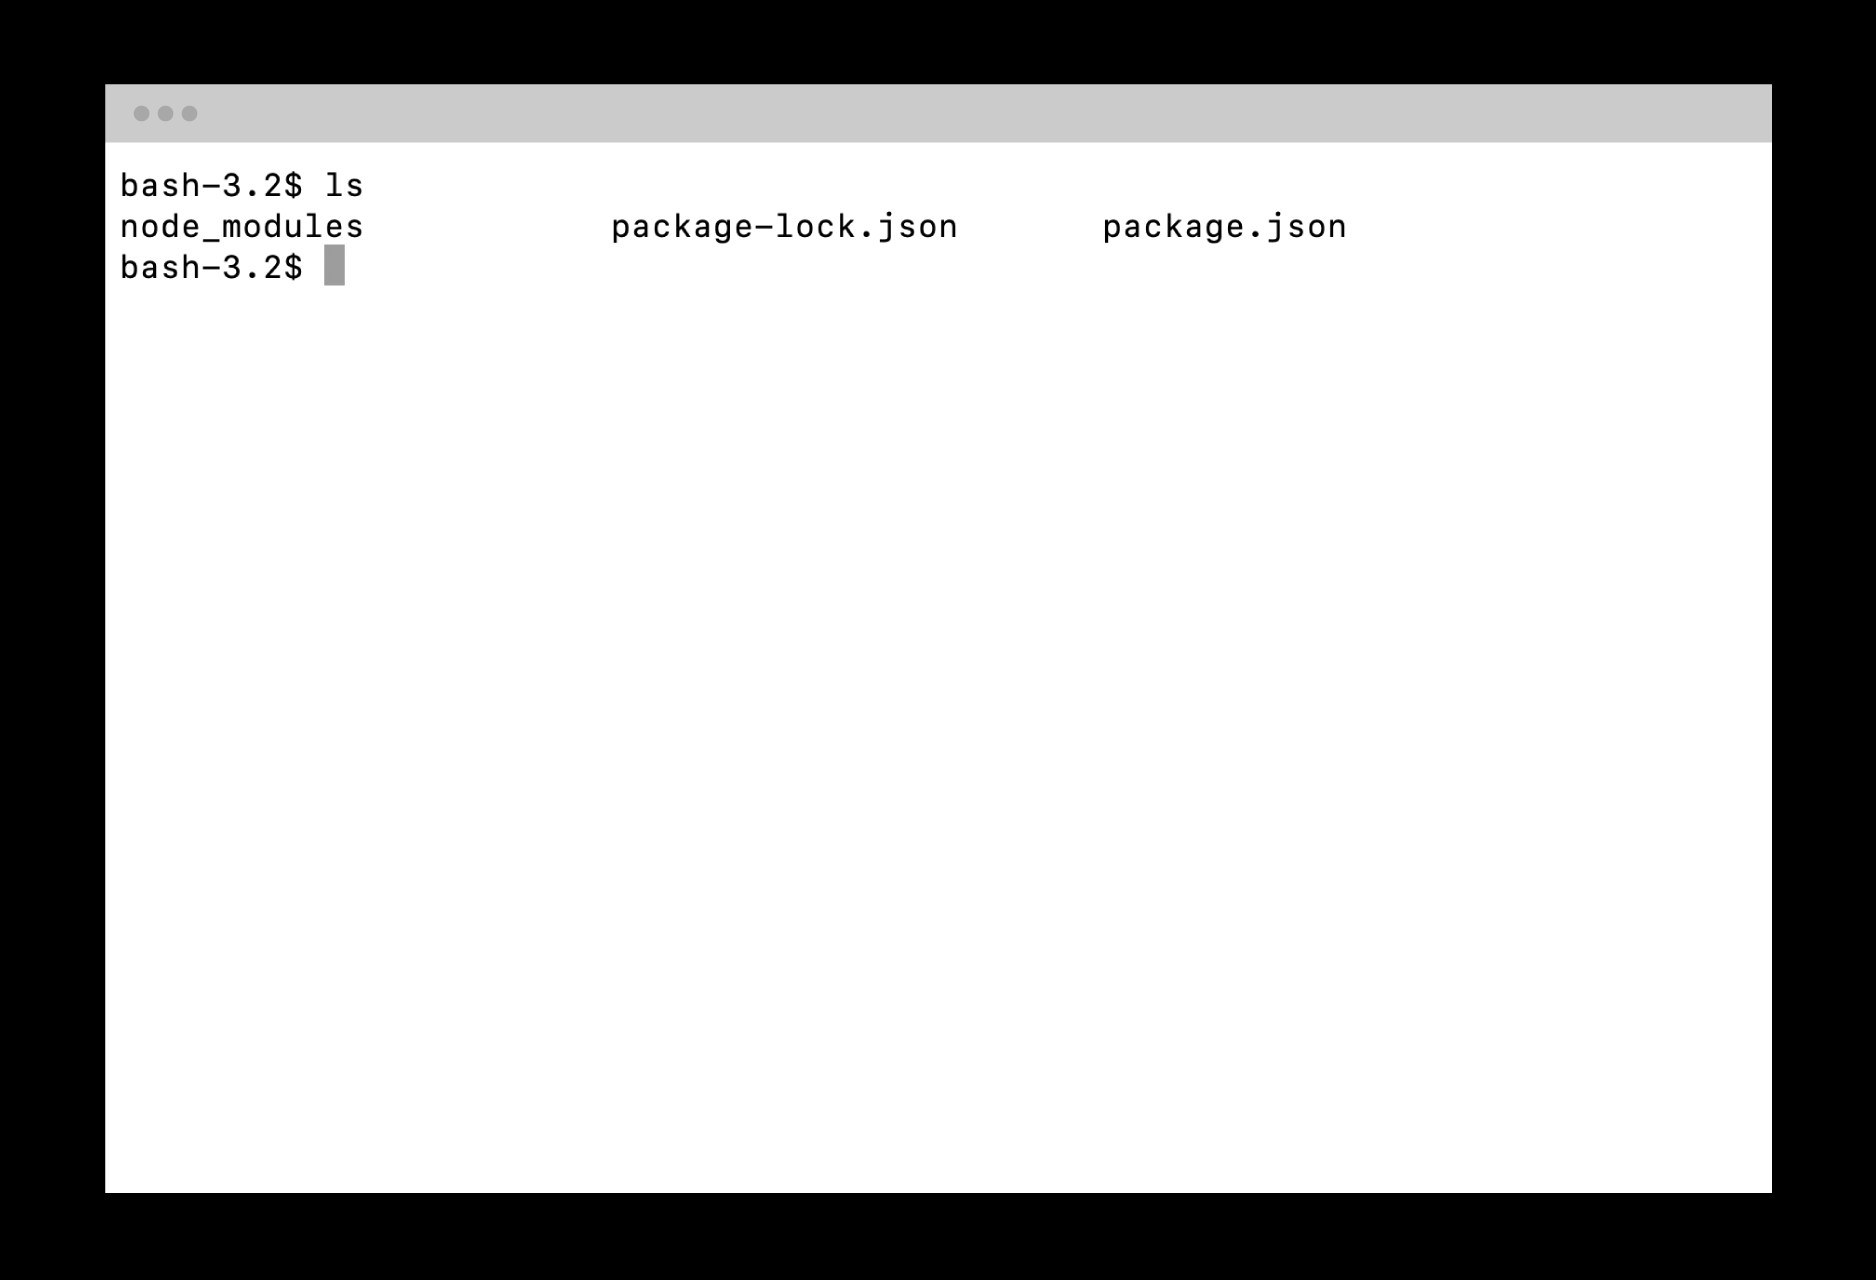 bash-3.2$ ls
node_modules            package-lock.json       package.json
bash-3.2$